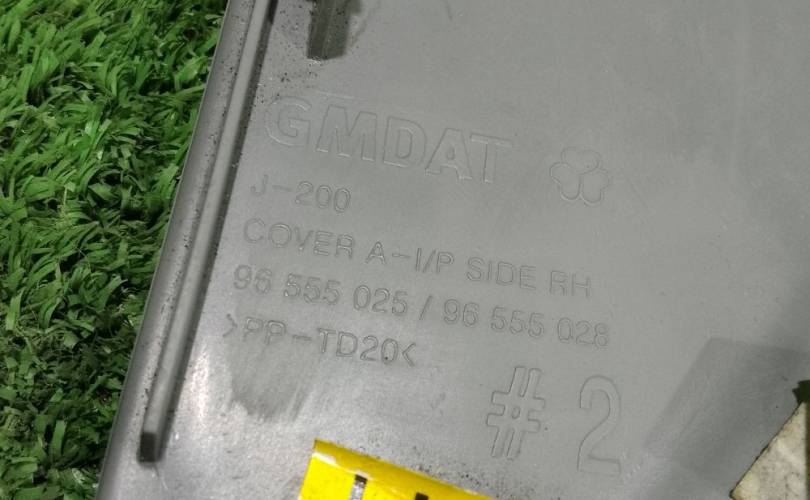 GMDAT
J-200
COVER A-I/P SIDE RH
96 555 025 / 96 555 028
>PP-TD20<
# 2